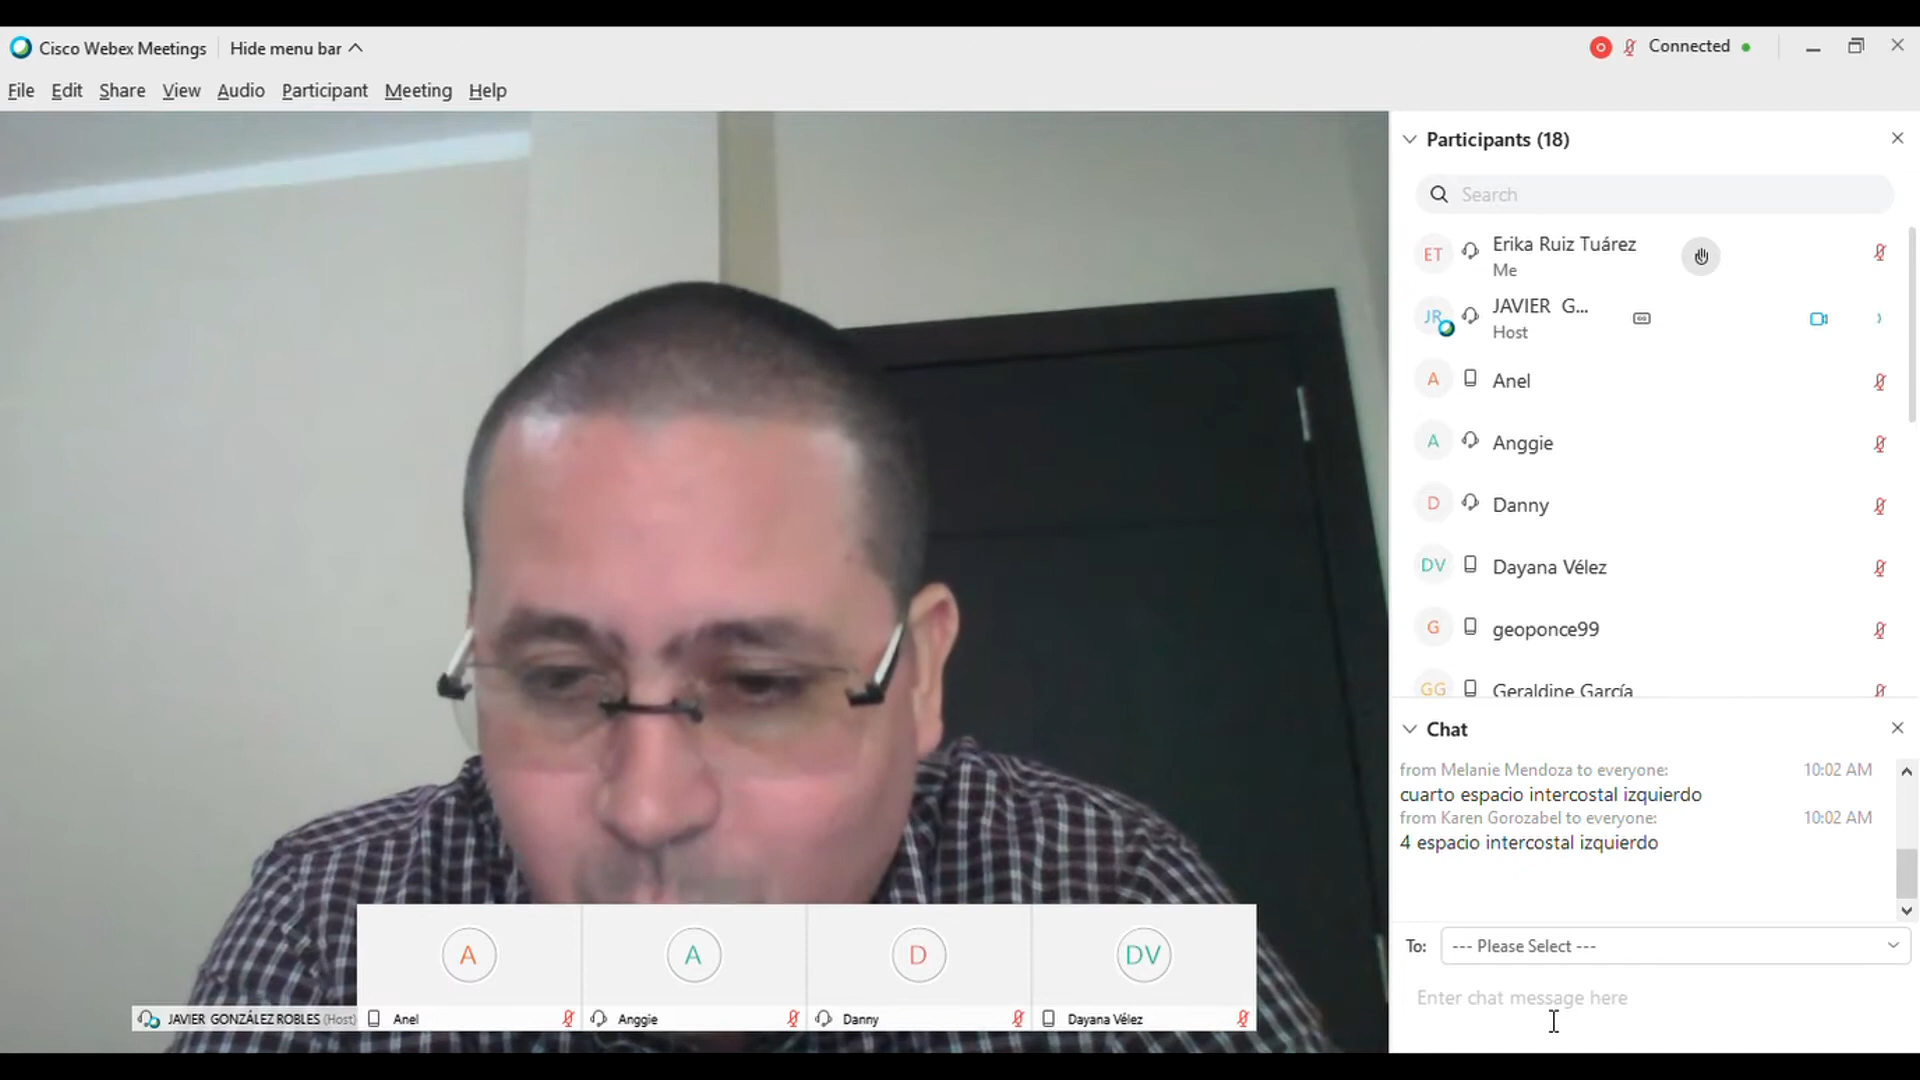 Cisco Webex Meetings
Hide menu bar
Connected
File Edit Share View Audio Participant Meeting Help
Participants (18)
Search
ET
Erika Ruiz Tuárez
Me
JR
JAVIER G...
Host
A
Anel
A
Anggie
D
Danny
DV
Dayana Vélez
G
geoponce99
GG
Geraldine García
Chat
from Melanie Mendoza to everyone: 10:02 AM
cuarto espacio intercostal izquierdo
from Karen Gorozabel to everyone: 10:02 AM
4 espacio intercostal izquierdo
To: --- Please Select ---
Enter chat message here
A
A
D
DV
JAVIER GONZÁLEZ ROBLES (Host)
Anel
Anggie
Danny
Dayana Vélez